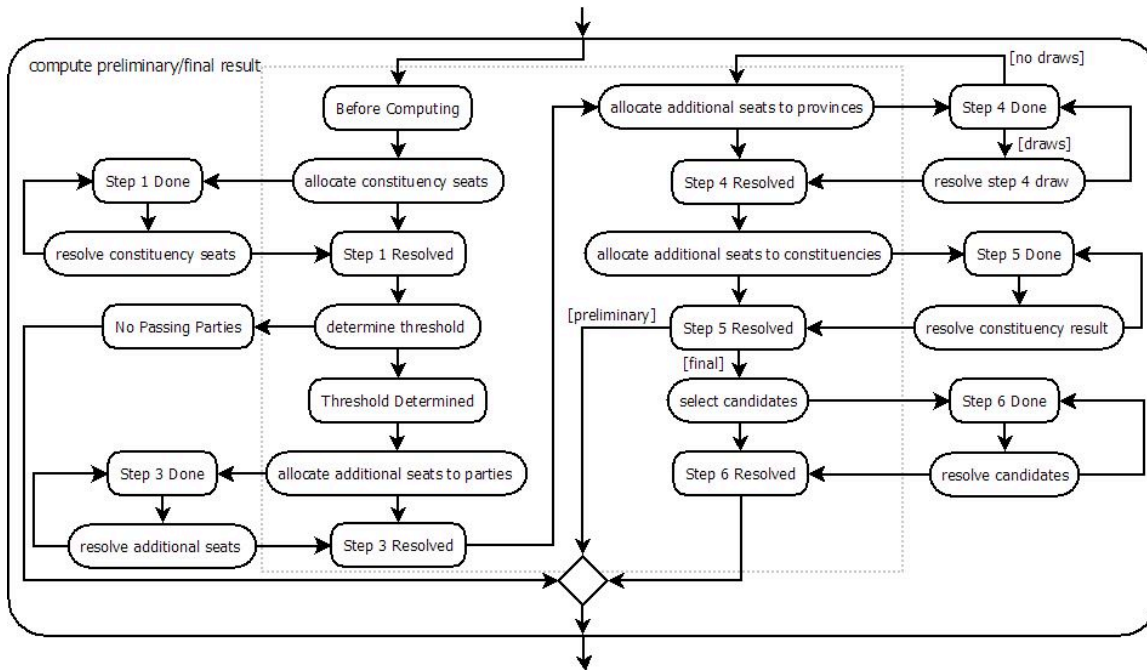 compute preliminary/final result
Before Computing
allocate constituency seats
Step 1 Done
resolve constituency seats
Step 1 Resolved
determine threshold
No Passing Parties
Threshold Determined
allocate additional seats to parties
Step 3 Done
resolve additional seats
Step 3 Resolved
allocate additional seats to provinces
[no draws]
Step 4 Done
[draws]
resolve step 4 draw
Step 4 Resolved
allocate additional seats to constituencies
Step 5 Done
resolve constituency result
Step 5 Resolved
[preliminary]
[final]
select candidates
Step 6 Done
resolve candidates
Step 6 Resolved